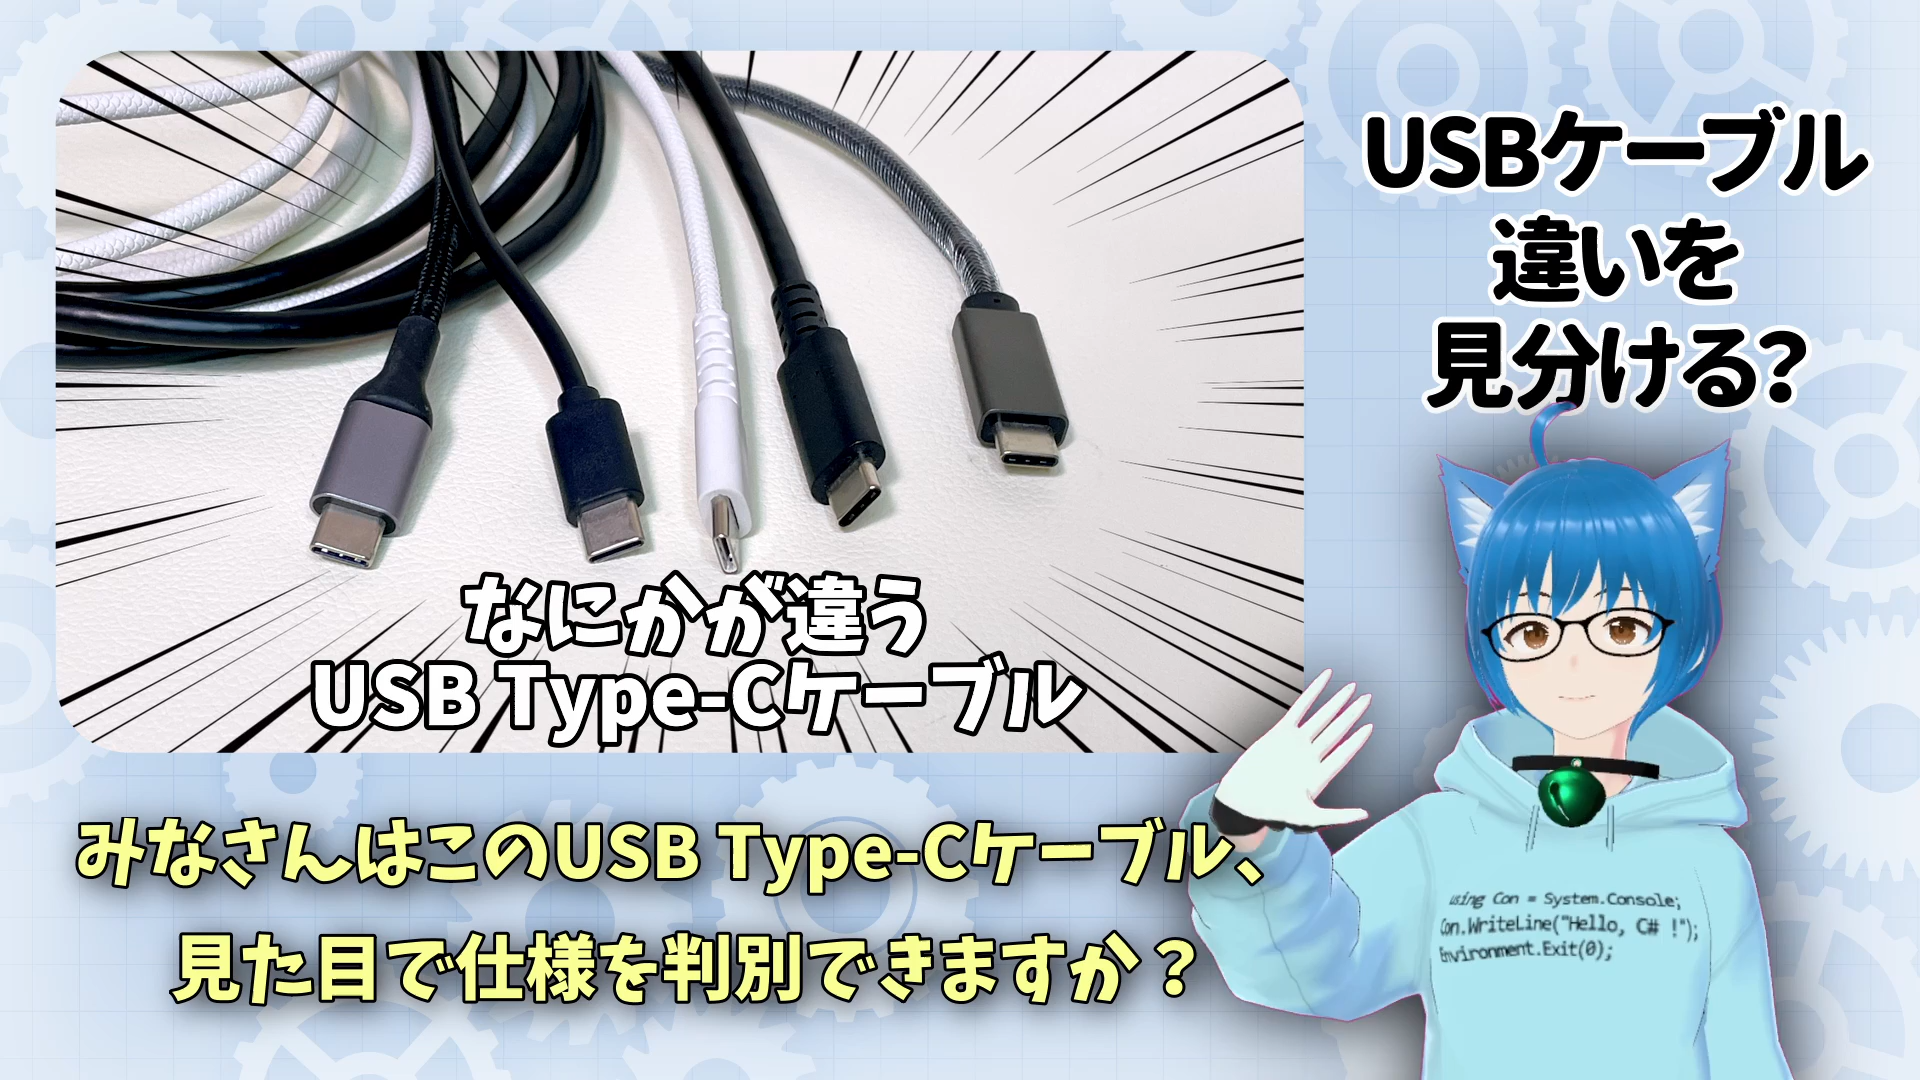 USBケーブル
違いを
見分ける?
なにかが違う
USB Type-Cケーブル
みなさんはこのUSB Type-Cケーブル、
見た目で仕様を判別できますか？
using Con = System.Console;
Con.WriteLine("Hello, C# !");
Environment.Exit(0);